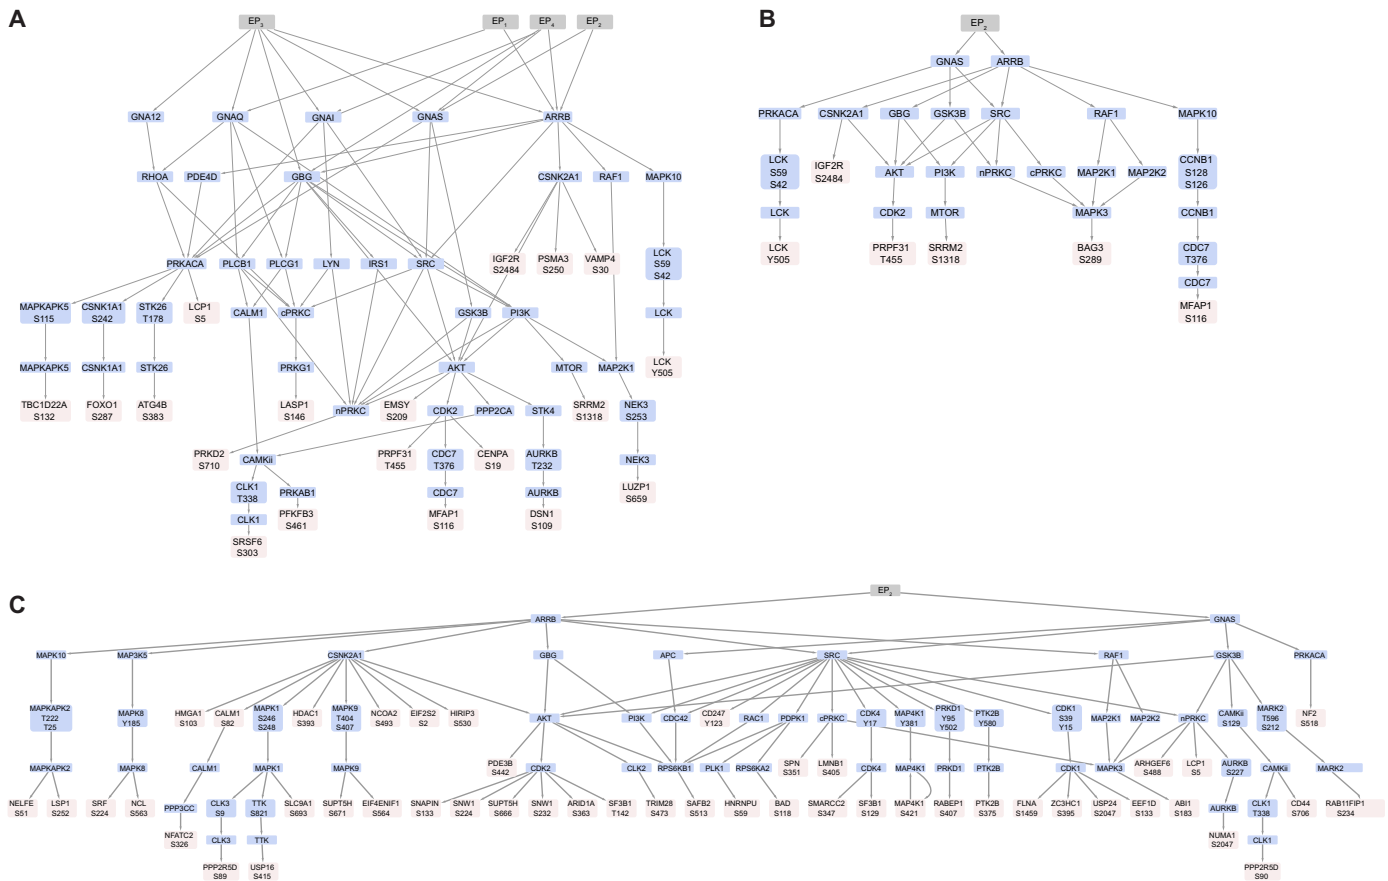 A
EP3 EP1 EP4 EP2
GNA12 GNAQ GNAI GNAS ARRB
RHOA PDE4D GBG CSNK2A1 RAF1 MAPK10
PRKACA PLCB1 PLCG1 LYN IRS1 SRC
IGF2R S2484
PSMA3 S250
VAMP4 S30
LCK S59 S42
MAPKAPK5 S115
CSNK1A1 S242
STK26 T178
LCP1 S5
CALM1 cPRKC GSK3B PI3K LCK
MAPKAPK5 CSNK1A1 STK26 PRKG1 AKT MTOR MAP2K1
LCK Y505
TBC1D22A S132
FOXO1 S287
ATG4B S383
LASP1 S146
nPRKC
EMSY S209
CDK2 PPP2CA STK4
SRRM2 S1318
NEK3 S253
PRKD2 S710
CAMKii
PRPF31 T455
CDC7 T376
CENPA S19
AURKB T232
NEK3
CLK1 T338
PRKAB1 CDC7 AURKB
LUZP1 S659
CLK1
PFKFB3 S461
MFAP1 S116
DSN1 S109
SRSF6 S303
B
EP2
GNAS ARRB
PRKACA CSNK2A1 GBG GSK3B SRC RAF1 MAPK10
LCK S59 S42
IGF2R S2484
AKT PI3K nPRKC cPRKC MAP2K1 MAP2K2
CCNB1 S128 S126
LCK CDK2 MTOR MAPK3 CCNB1
LCK Y505
PRPF31 T455
SRRM2 S1318
BAG3 S289
CDC7 T376
CDC7
MFAP1 S116
C
EP2
ARRB GNAS
MAPK10 MAP3K5 CSNK2A1 GBG APC SRC RAF1 GSK3B PRKACA
MAPKAPK2 T222 T25
MAPK8 Y185
HMGA1 S103
CALM1 S82
MAPK1 S246 S248
HDAC1 S393
MAPK9 T404 S407
NCOA2 S493
EIF2S2 S2
HIRIP3 S530
AKT PI3K CDC42
CD247 Y123
RAC1 PDPK1 cPRKC
CDK4 Y17
MAP4K1 Y381
PRKD1 Y95 Y502
PTK2B Y580
CDK1 S39 Y15
MAP2K1 MAP2K2 nPRKC
CAMKii S129
MARK2 T596 S212
NF2 S518
MAPKAPK2 MAPK8 CALM1 MAPK1 MAPK9
PDE3B S442
CDK2 CLK2 RPS6KB1 PLK1 RPS6KA2
SPN S351
LMNB1 S405
CDK4 MAP4K1 PRKD1 PTK2B CDK1 MAPK3
ARHGEF6 S488
LCP1 S5
AURKB S227
CAMKii MARK2
NELFE S51
LSP1 S252
SRF S224
NCL S563
PPP3CC
CLK3 S9
TTK S821
SLC9A1 S693
SUPT5H S671
EIF4ENIF1 S564
SNAPIN S133
SNW1 S224
SUPT5H S666
SNW1 S232
ARID1A S363
SF3B1 T142
TRIM28 S473
SAFB2 S513
HNRNPU S59
BAD S118
SMARCC2 S347
SF3B1 S129
MAP4K1 S421
RABEP1 S407
PTK2B S375
FLNA S1459
ZC3HC1 S395
USP24 S2047
EEF1D S133
ABI1 S183
AURKB
CLK1 T338
CD44 S706
RAB11FIP1 S234
NFATC2 S326
CLK3 TTK
NUMA1 S2047
CLK1
PPP2R5D S89
USP16 S415
PPP2R5D S90